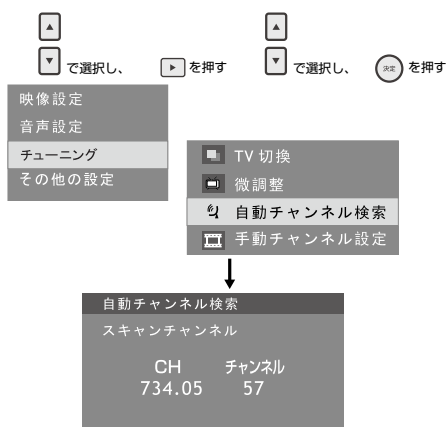 で選択し、 を押す
で選択し、 決定 を押す
映像設定
音声設定
チューニング
その他の設定
TV 切換
微調整
自動チャンネル検索
手動チャンネル設定
自動チャンネル検索
スキャンチャンネル
CH チャンネル
734.05 57